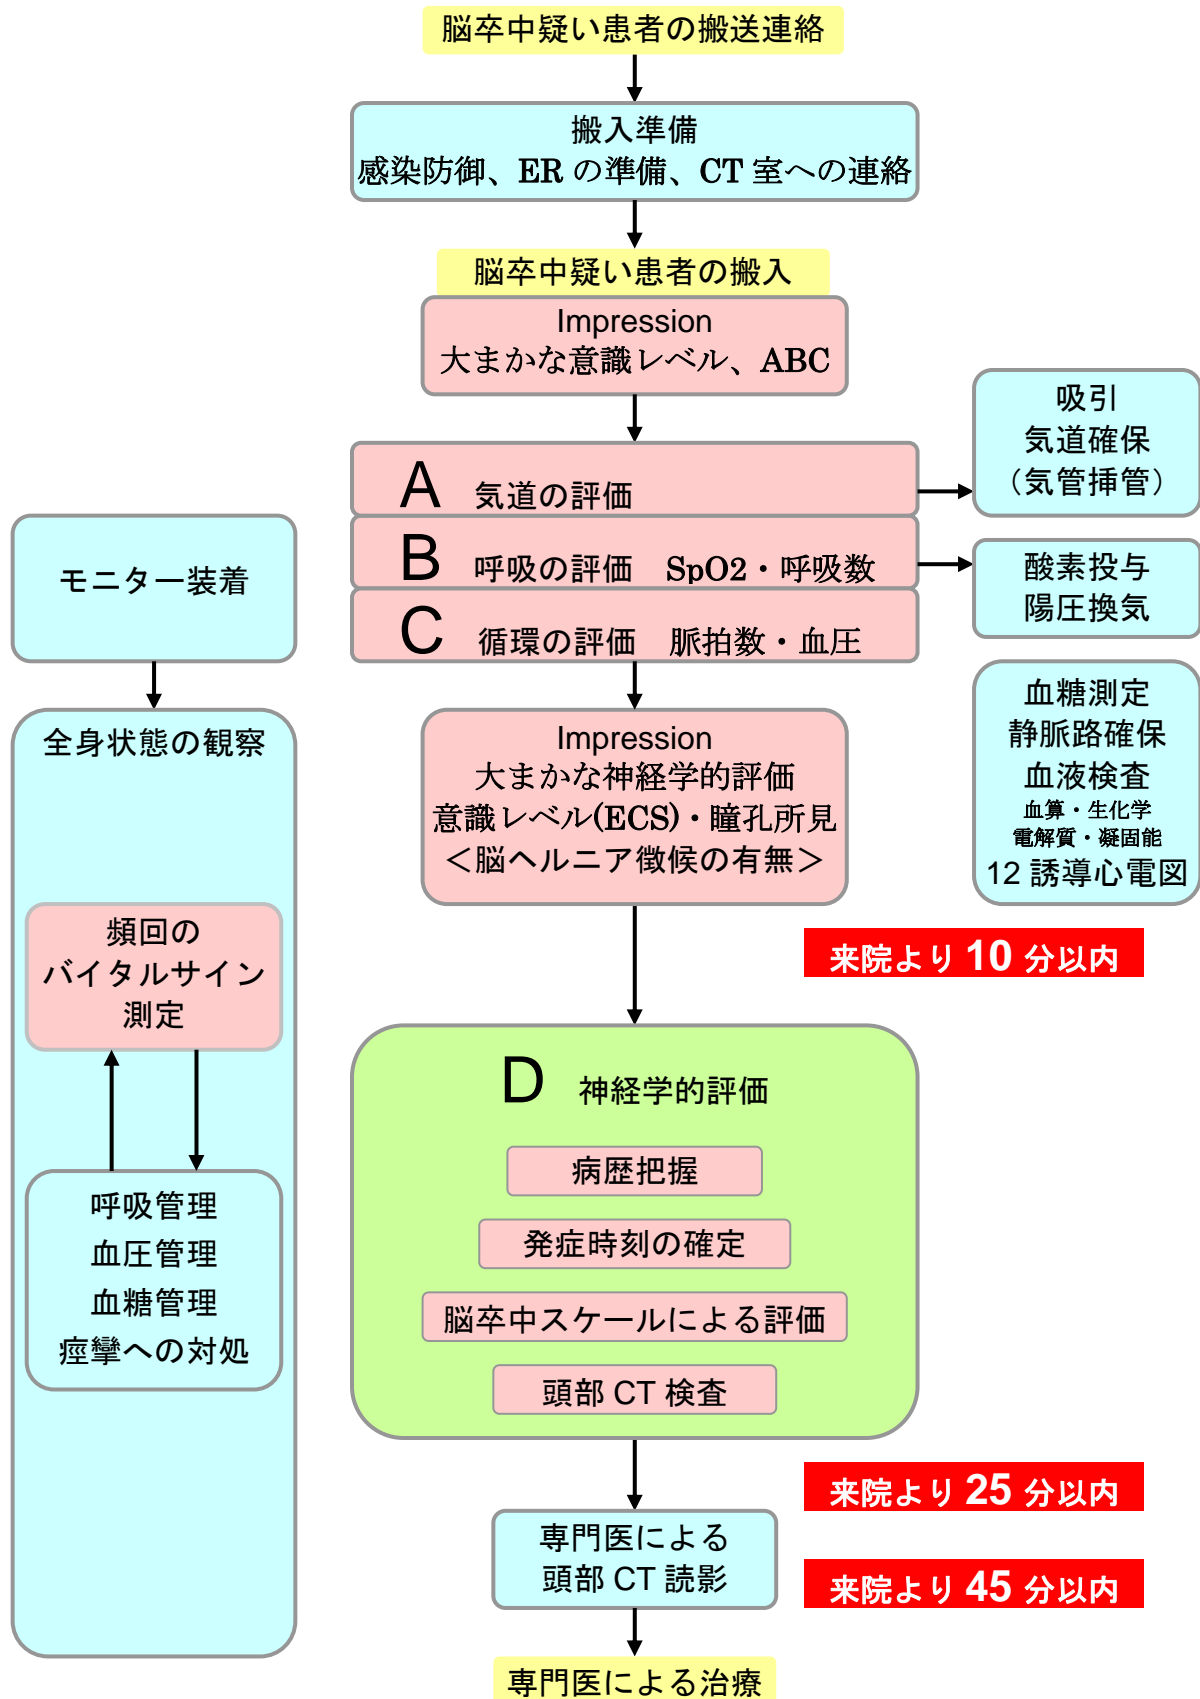 脳卒中疑い患者の搬送連絡
搬入準備
感染防御、ER の準備、CT 室への連絡
脳卒中疑い患者の搬入
Impression
大まかな意識レベル、ABC
A 気道の評価
B 呼吸の評価 SpO2・呼吸数
C 循環の評価 脈拍数・血圧
吸引
気道確保
（気管挿管）
酸素投与
陽圧換気
血糖測定
静脈路確保
血液検査
血算・生化学
電解質・凝固能
12 誘導心電図
モニター装着
全身状態の観察
頻回の
バイタルサイン
測定
呼吸管理
血圧管理
血糖管理
痙攣への対処
Impression
大まかな神経学的評価
意識レベル(ECS)・瞳孔所見
＜脳ヘルニア徴候の有無＞
来院より 10 分以内
D 神経学的評価
病歴把握
発症時刻の確定
脳卒中スケールによる評価
頭部 CT 検査
来院より 25 分以内
専門医による
頭部 CT 読影
来院より 45 分以内
専門医による治療